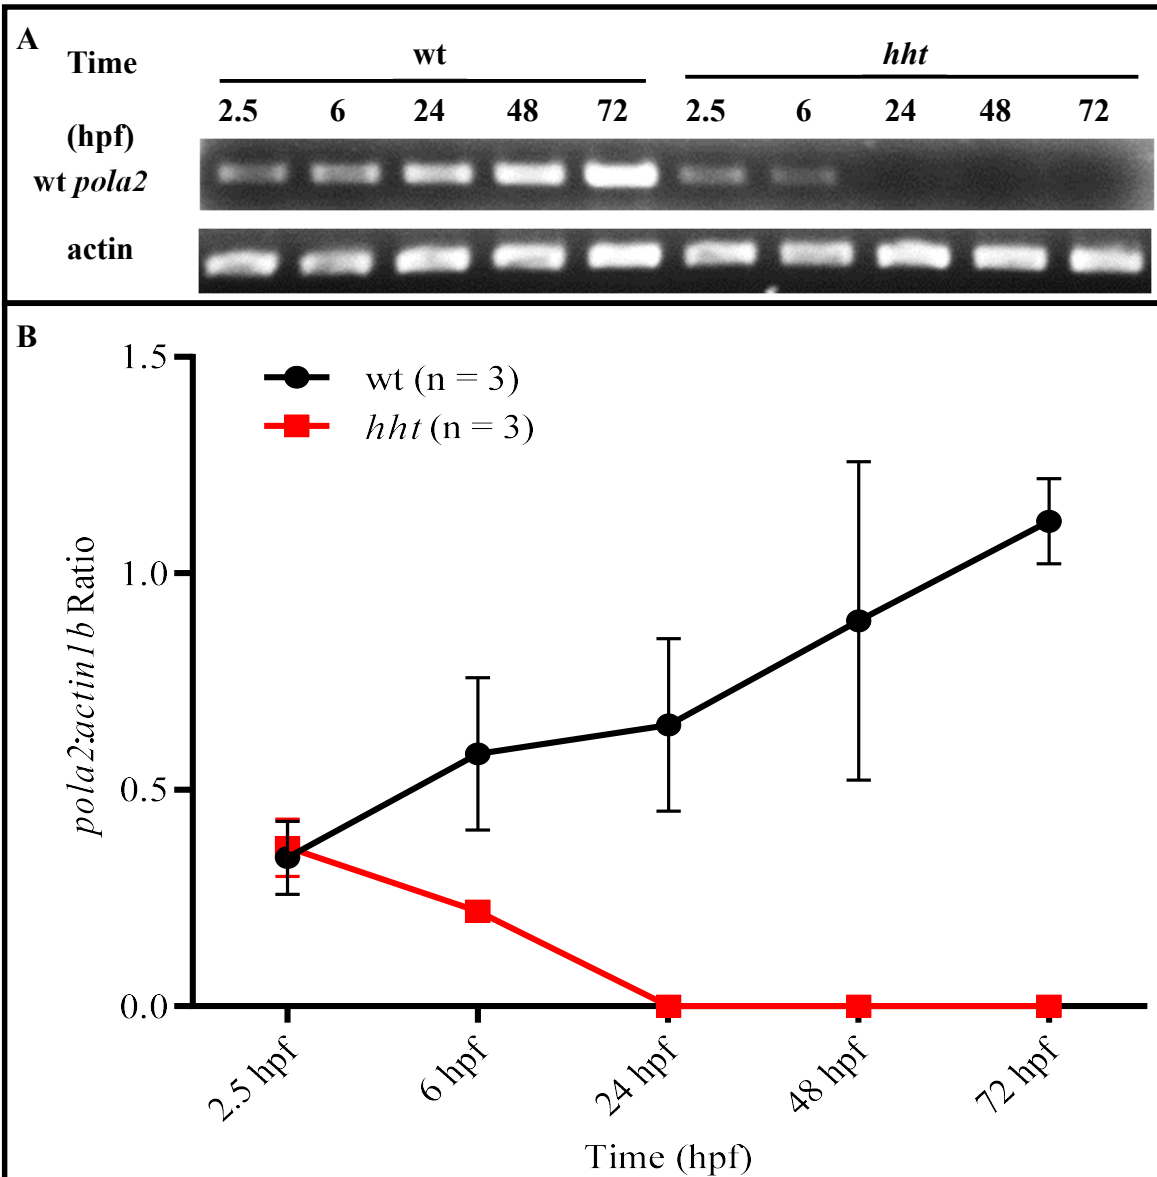 A
Time
wt
hht
2.5 6 24 48 72 2.5 6 24 48 72
(hpf)
wt pola2
actin
B
1.5
wt (n = 3)
hht (n = 3)
1.0
pola2:actin1b Ratio
0.5
0.0
2.5 hpf 6 hpf 24 hpf 48 hpf 72 hpf
Time (hpf)